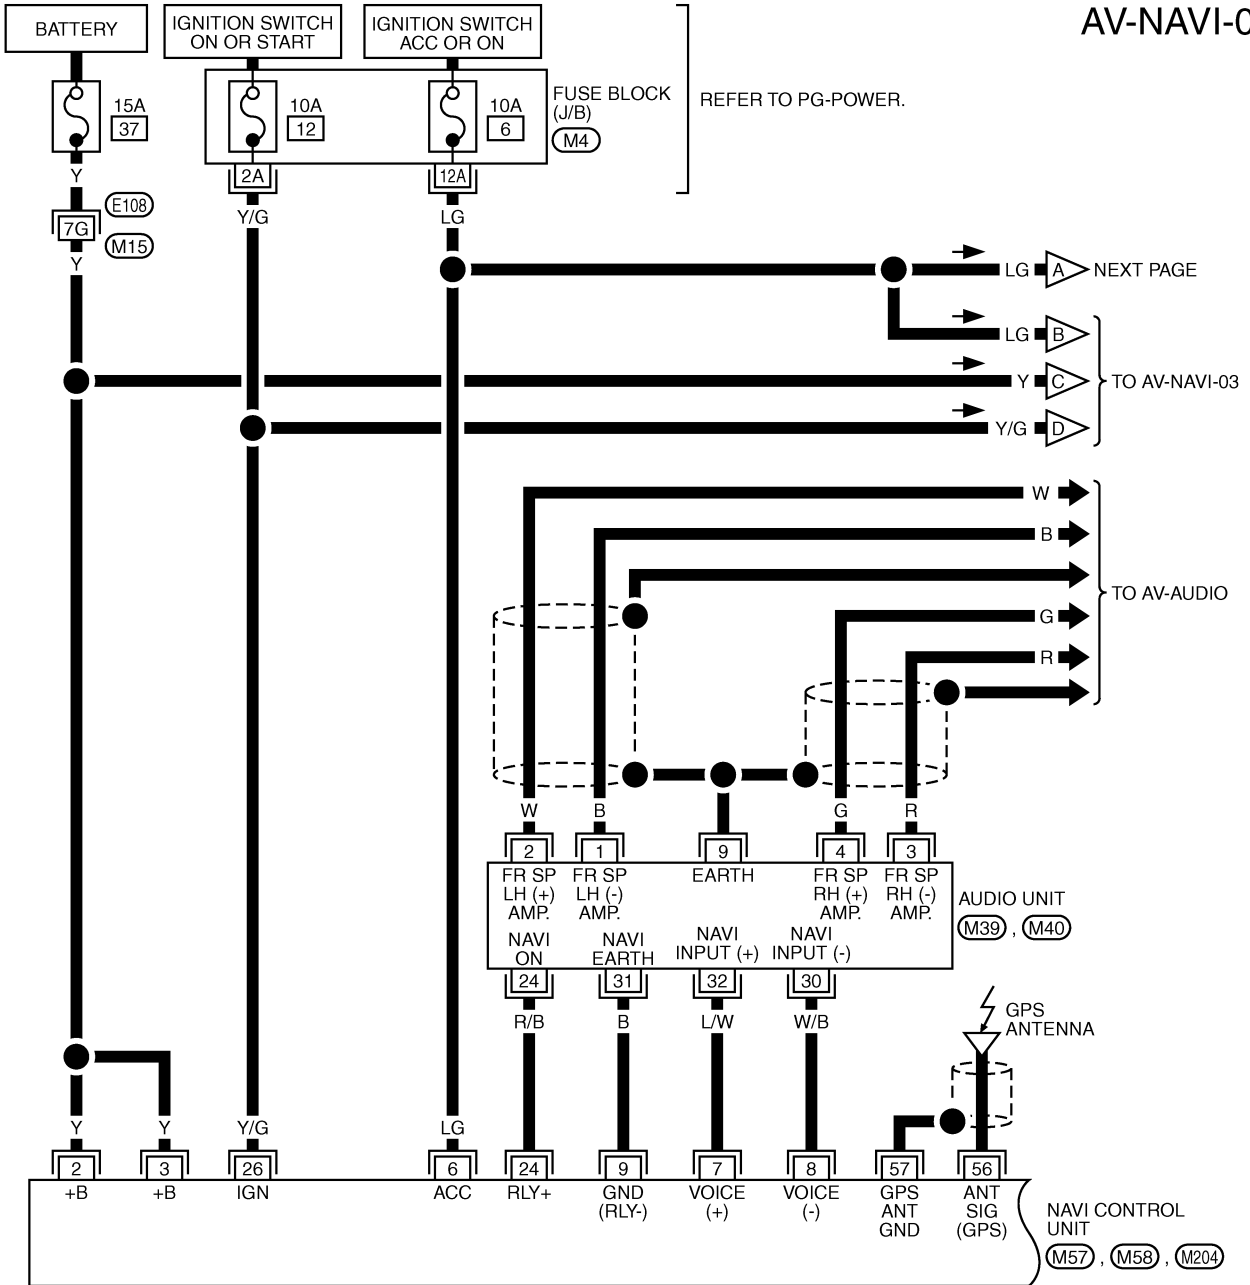 AV-NAVI-0
BATTERY
IGNITION SWITCH
ON OR START
IGNITION SWITCH
ACC OR ON
15A
37
10A
12
10A
6
FUSE BLOCK
(J/B)
M4
REFER TO PG-POWER.
2A
12A
Y
Y/G
LG
E108
7G
M15
Y
LG
A
NEXT PAGE
LG
B
Y
C
TO AV-NAVI-03
Y/G
D
W
B
TO AV-AUDIO
G
R
W
B
G
R
2
1
9
4
3
FR SP
LH (+)
AMP.
FR SP
LH (-)
AMP.
EARTH
FR SP
RH (+)
AMP.
FR SP
RH (-)
AMP.
AUDIO UNIT
M39 , M40
NAVI
ON
NAVI
EARTH
NAVI
INPUT (+)
NAVI
INPUT (-)
24
31
32
30
R/B
B
L/W
W/B
GPS
ANTENNA
Y
Y
Y/G
LG
2
3
26
6
24
9
7
8
57
56
+B
+B
IGN
ACC
RLY+
GND
(RLY-)
VOICE
(+)
VOICE
(-)
GPS
ANT
GND
ANT
SIG
(GPS)
NAVI CONTROL
UNIT
M57 , M58 , M204